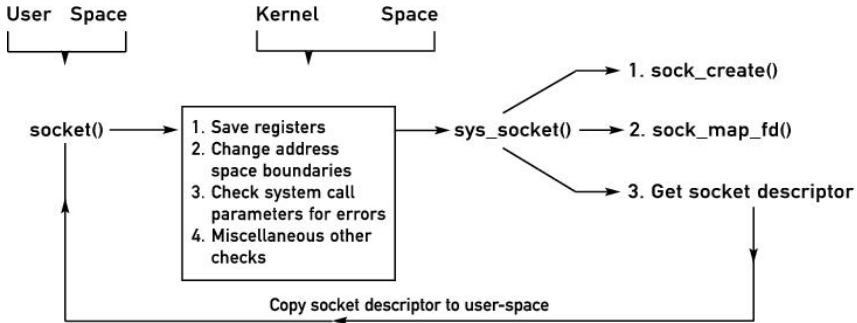 User Space
Kernel Space
1. sock_create()
socket()
1. Save registers
2. Change address
space boundaries
3. Check system call
parameters for errors
4. Miscellaneous other
checks
sys_socket()
2. sock_map_fd()
3. Get socket descriptor
Copy socket descriptor to user-space